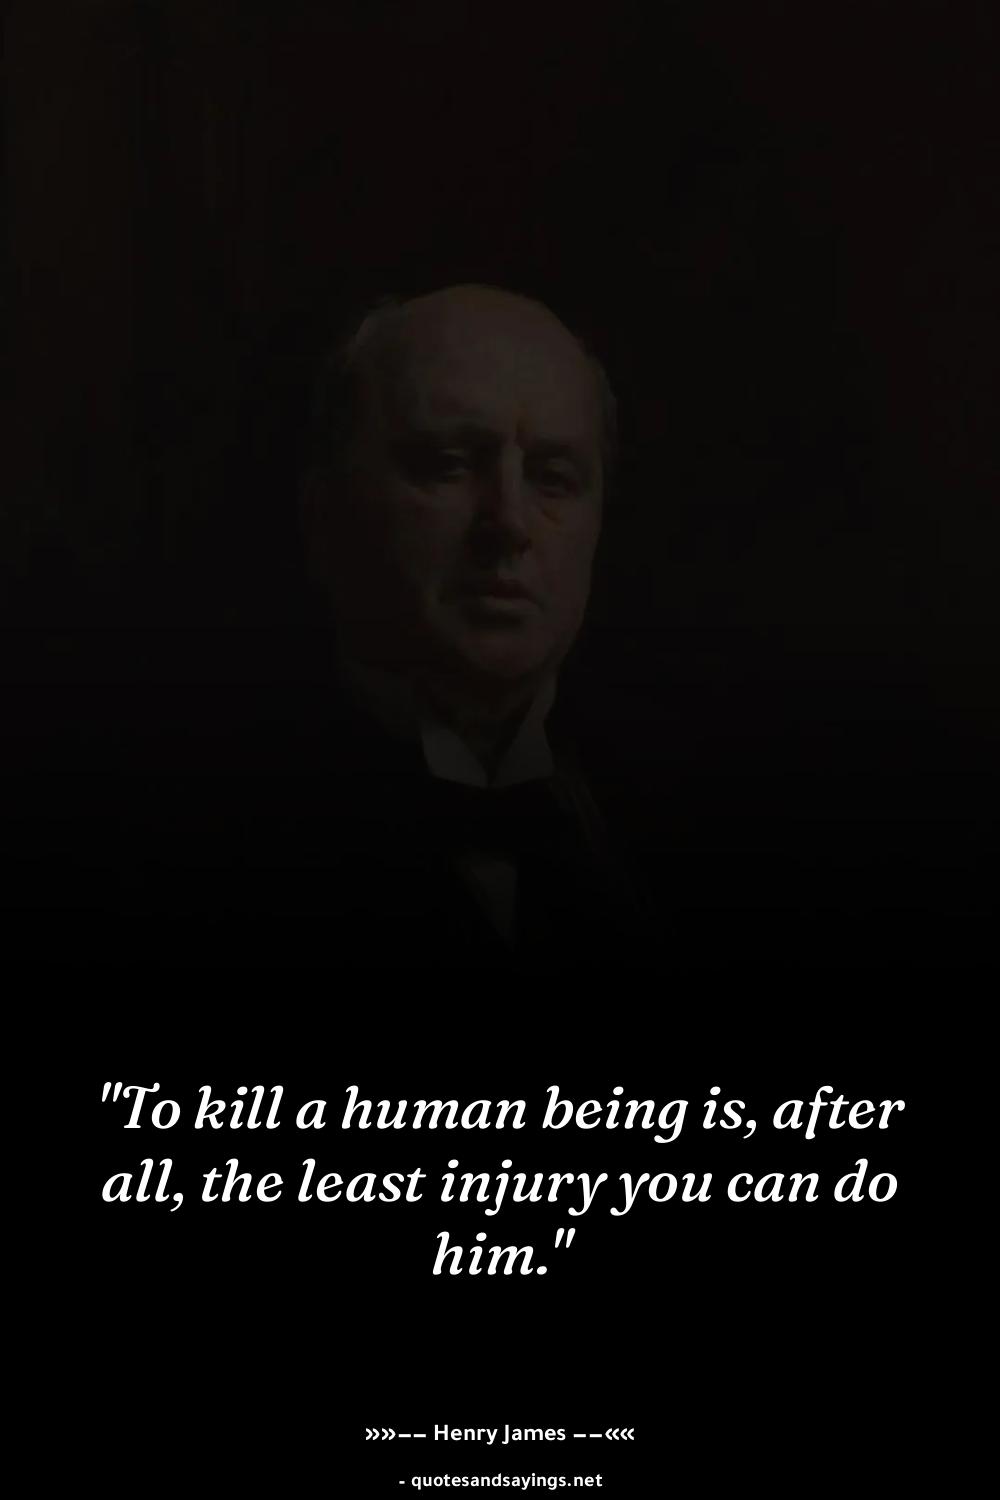 "To kill a human being is, after
all, the least injury you can do
him."
»»−− Henry James −−««
- quotesandsayings.net